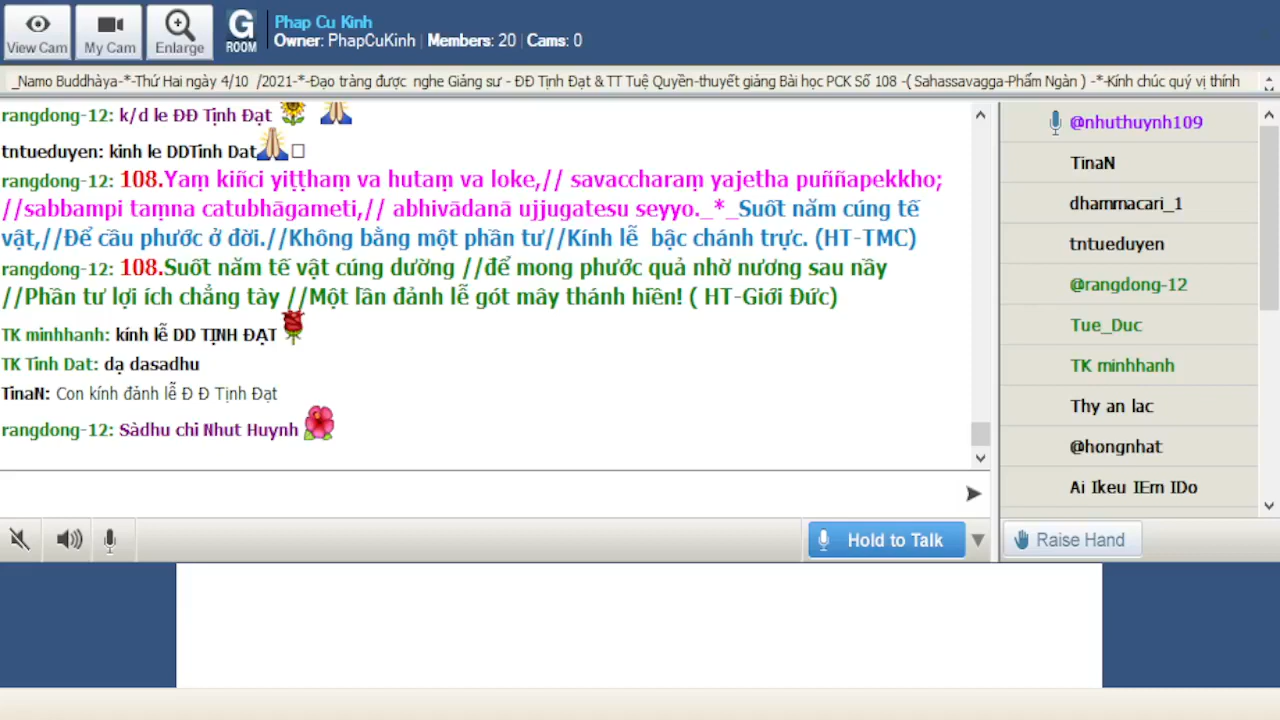 View Cam
My Cam
Enlarge
G
ROOM
Phap Cu Kinh
Owner: PhapCuKinh | Members: 20 | Cams: 0
_Namo Buddhàya-*-Thứ Hai ngày 4/10 /2021-*-Đạo tràng được nghe Giảng sư - ĐĐ Tịnh Đạt & TT Tuệ Quyền-thuyết giảng Bài học PCK Số 108 -( Sahassavagga-Phẩm Ngàn ) -*-Kính chúc quý vị thính
rangdong-12: k/d le ĐĐ Tịnh Đạt
tntueduyen: kinh le DDTinh Dat
rangdong-12: 108.Yaṃ kiñci yiṭṭhaṃ va hutaṃ va loke,// savaccharaṃ yajetha puññapekkho;
//sabbampi taṃna catubhāgameti,// abhivādanā ujjugatesu seyyo._*_Suốt năm cúng tế
vật,//Để cầu phước ở đời.//Không bằng một phần tư//Kính lễ bậc chánh trực. (HT-TMC)
rangdong-12: 108.Suốt năm tế vật cúng dường //để mong phước quả nhờ nương sau nầy
//Phần tư lợi ích chẳng tày //Một lần đảnh lễ gót mây thánh hiền! ( HT-Giới Đức)
TK minhhanh: kính lễ DD TỊNH ĐẠT
TK Tinh Dat: dạ dasadhu
TinaN: Con kính đảnh lễ Đ Đ Tịnh Đạt
rangdong-12: Sàdhu chi Nhut Huynh
@nhuthuynh109
TinaN
dhammacari_1
tntueduyen
@rangdong-12
Tue_Duc
TK minhhanh
Thy an lac
@hongnhat
Ai Ikeu IEm IDo
Hold to Talk
Raise Hand